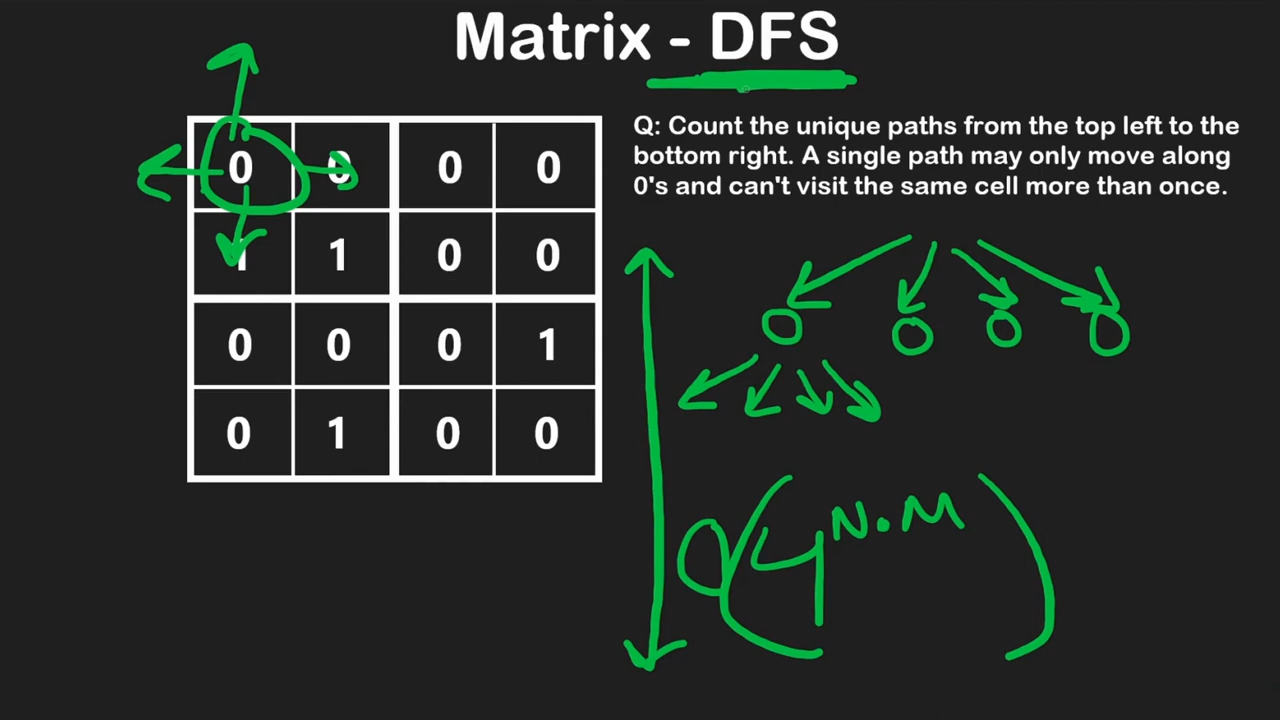 Matrix - DFS
Q: Count the unique paths from the top left to the
bottom right. A single path may only move along
0's and can't visit the same cell more than once.
0 0 0 0
1 1 0 0
0 0 0 1
0 1 0 0
O O O O
O(4^N·M)